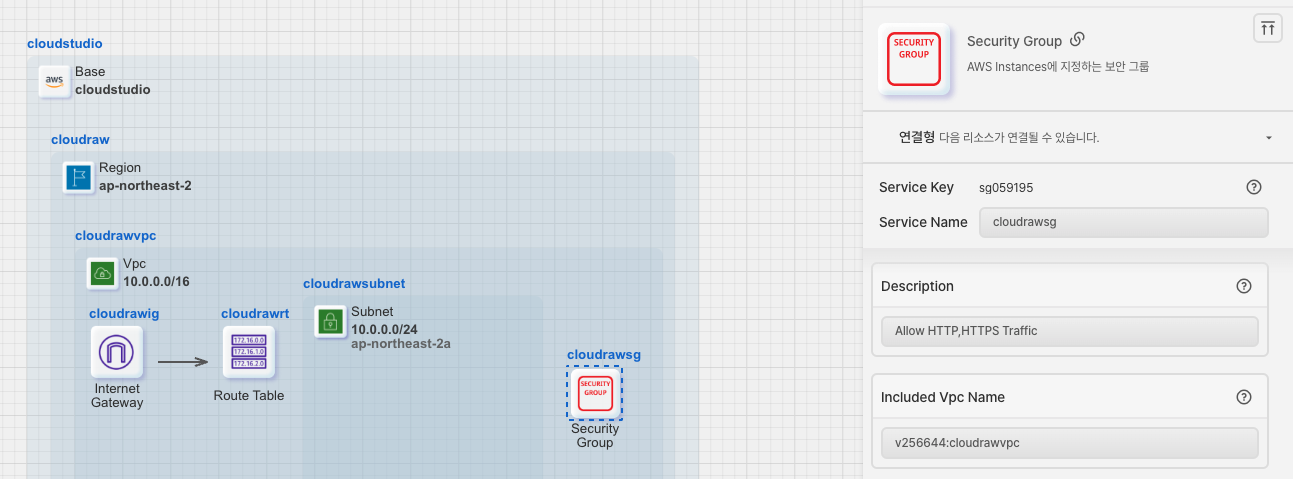 cloudstudio
aws
Base
cloudstudio
cloudraw
Region
ap-northeast-2
cloudrawvpc
Vpc
10.0.0.0/16
cloudrawsubnet
Subnet
10.0.0.0/24
ap-northeast-2a
cloudrawig
Internet
Gateway
cloudrawrt
172.16.0.0
172.16.1.0
172.16.2.0
Route Table
cloudrawsg
SECURITY
GROUP
Security
Group
SECURITY
GROUP
Security Group
AWS Instances에 지정하는 보안 그룹
연결형 다음 리소스가 연결될 수 있습니다.
Service Key sg059195
Service Name cloudrawsg
Description
Allow HTTP,HTTPS Traffic
Included Vpc Name
v256644:cloudrawvpc